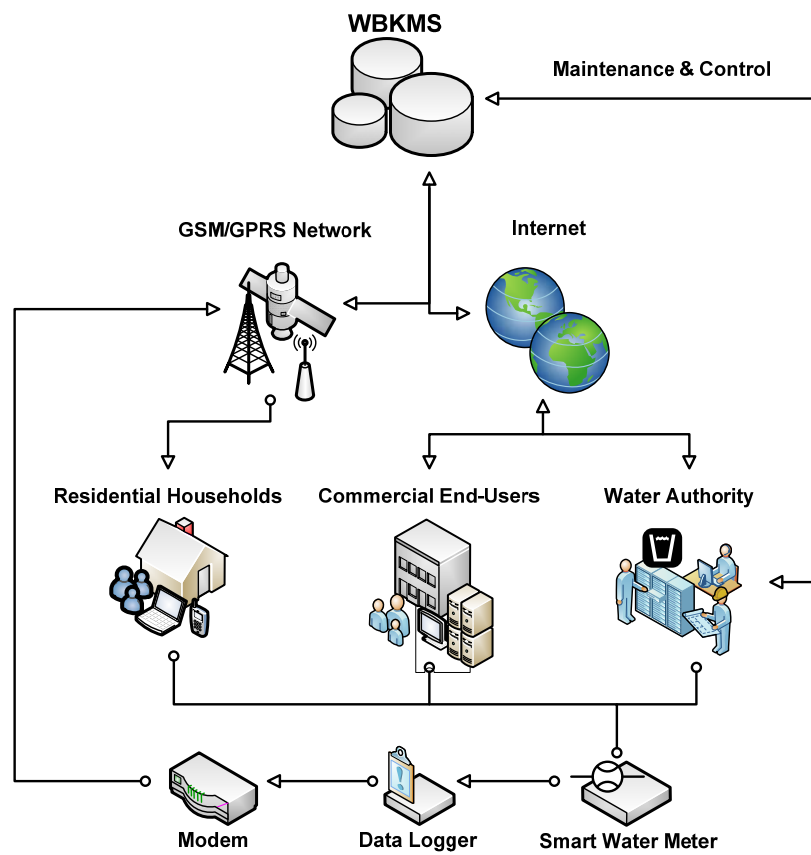 WBKMS
Maintenance & Control
GSM/GPRS Network
Internet
Residential Households
Commercial End-Users
Water Authority
Modem
Data Logger
Smart Water Meter